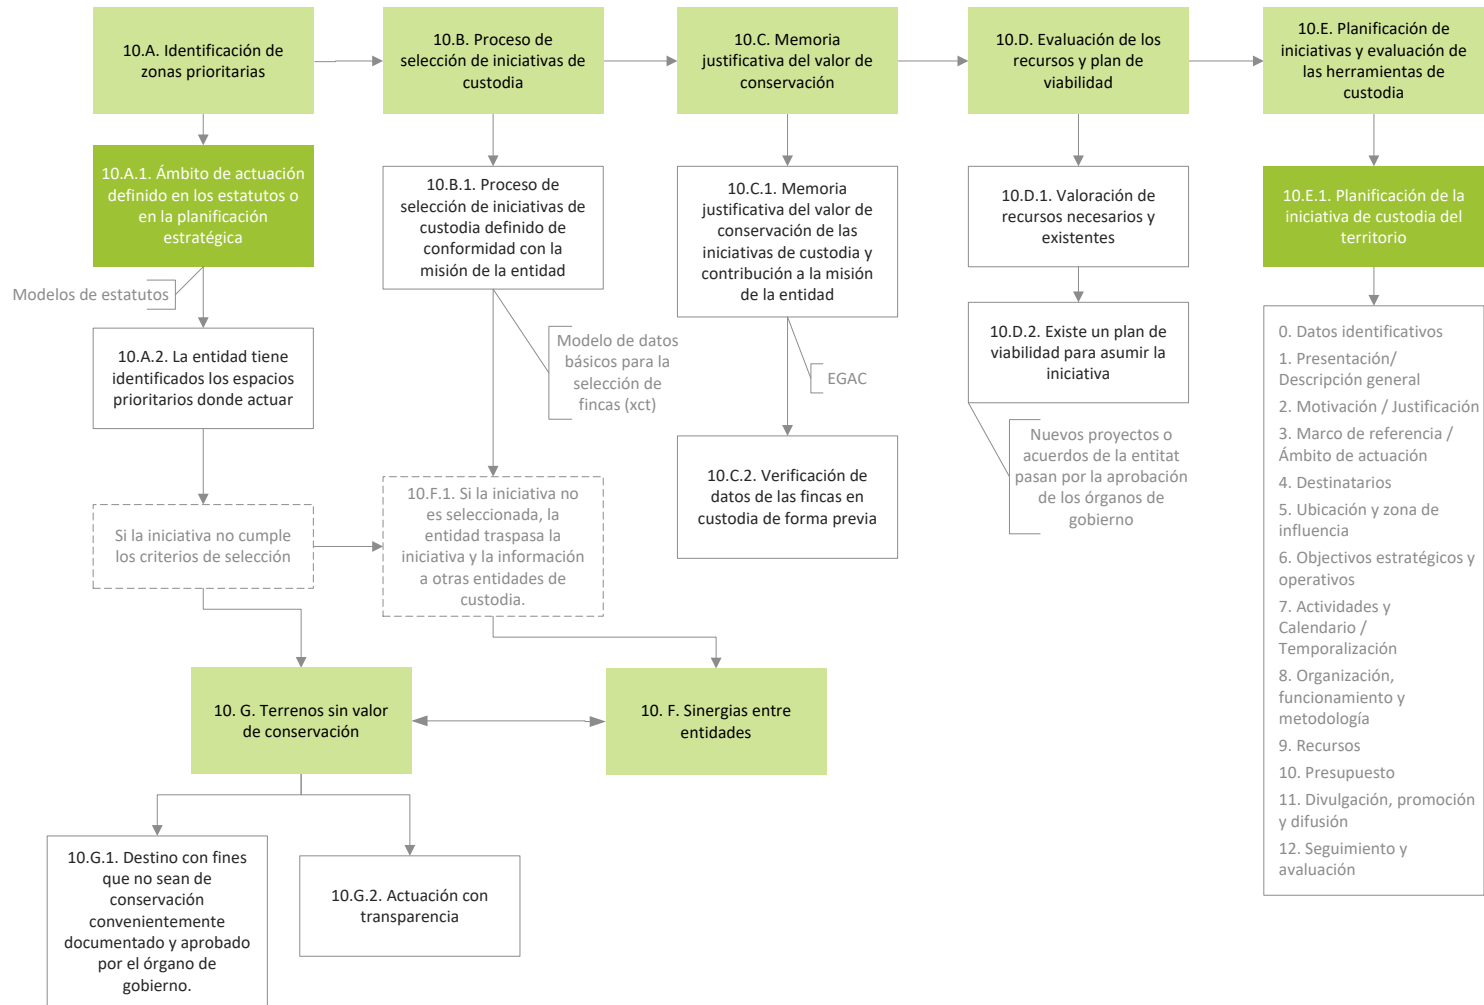 10.A. Identificación de
zonas prioritarias
10.B. Proceso de
selección de iniciativas de
custodia
10.C. Memoria
justificativa del valor de
conservación
10.D. Evaluación de los
recursos y plan de
viabilidad
10.E. Planificación de
iniciativas y evaluación de
las herramientas de
custodia
10.A.1. Ámbito de actuación
definido en los estatutos o
en la planificación
estratégica
Modelos de estatutos
10.A.2. La entidad tiene
identificados los espacios
prioritarios donde actuar
Si la iniciativa no cumple
los criterios de selección
10.B.1. Proceso de
selección de iniciativas de
custodia definido de
conformidad con la
misión de la entidad
Modelo de datos
básicos para la
selección de
fincas (xct)
10.F.1. Si la iniciativa no
es seleccionada, la
entidad traspasa la
iniciativa y la información
a otras entidades de
custodia.
10.C.1. Memoria
justificativa del valor de
conservación de las
iniciativas de custodia y
contribución a la misión
de la entidad
EGAC
10.C.2. Verificación de
datos de las fincas en
custodia de forma previa
10.D.1. Valoración de
recursos necesarios y
existentes
10.D.2. Existe un plan de
viabilidad para asumir la
iniciativa
Nuevos proyectos o
acuerdos de la entitat
pasan por la aprobación
de los órganos de
gobierno
10.E.1. Planificación de la
iniciativa de custodia del
territorio
0. Datos identificativos
1. Presentación/
Descripción general
2. Motivación / Justificación
3. Marco de referencia /
Ámbito de actuación
4. Destinatarios
5. Ubicación y zona de
influencia
6. Objectivos estratégicos y
operativos
7. Actividades y
Calendario /
Temporalización
8. Organización,
funcionamiento y
metodología
9. Recursos
10. Presupuesto
11. Divulgación, promoción
y difusión
12. Seguimiento y
avaluación
10. G. Terrenos sin valor
de conservación
10. F. Sinergias entre
entidades
10.G.1. Destino con fines
que no sean de
conservación
convenientemente
documentado y aprobado
por el órgano de
gobierno.
10.G.2. Actuación con
transparencia